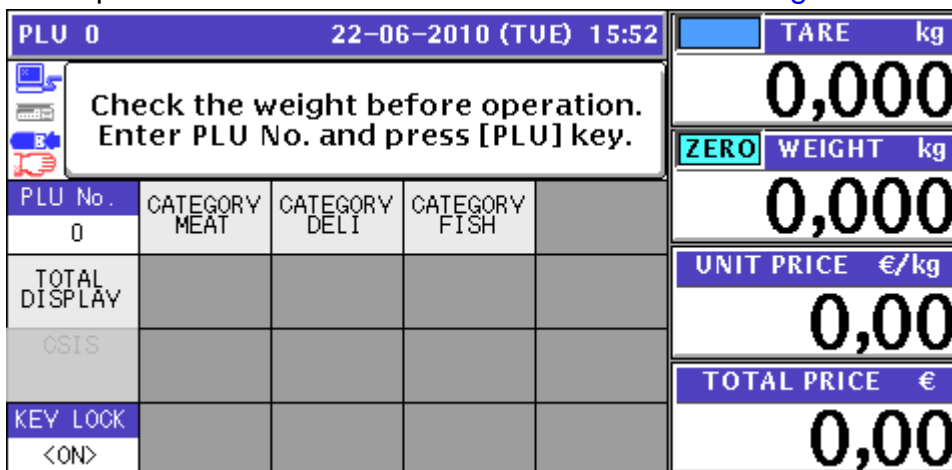 PLU 0 22-06-2010 (TUE) 15:52
Check the weight before operation.
Enter PLU No. and press [PLU] key.
PLU No.
0
CATEGORY
MEAT
CATEGORY
DELI
CATEGORY
FISH
TOTAL
DISPLAY
CSIS
KEY LOCK
<ON>
TARE kg
0,000
ZERO WEIGHT kg
0,000
UNIT PRICE €/kg
0,00
TOTAL PRICE €
0,00